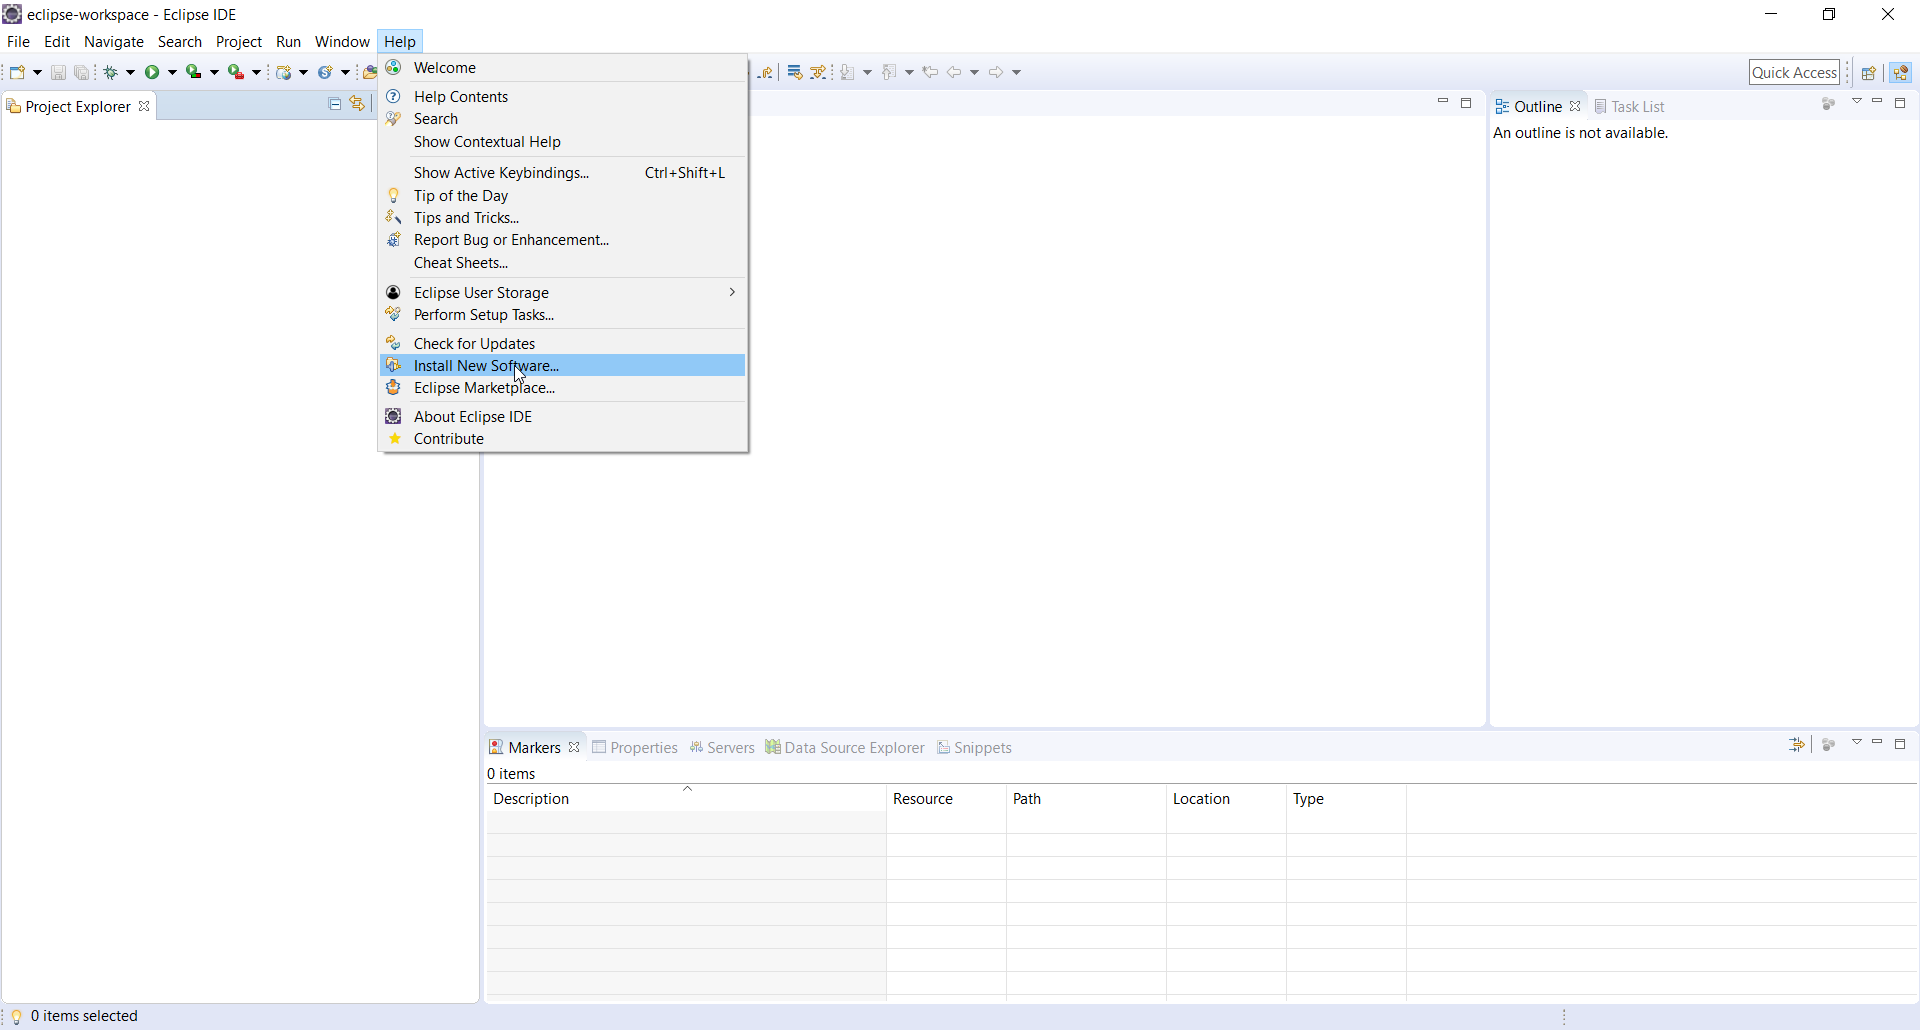 eclipse-workspace - Eclipse IDE
File Edit Navigate Search Project Run Window Help
Quick Access
Welcome
Help Contents
Search
Show Contextual Help
Show Active Keybindings... Ctrl+Shift+L
Tip of the Day
Tips and Tricks...
Report Bug or Enhancement...
Cheat Sheets...
Eclipse User Storage
Perform Setup Tasks...
Check for Updates
Install New Software...
Eclipse Marketplace...
About Eclipse IDE
Contribute
Project Explorer
Outline Task List
An outline is not available.
Markers Properties Servers Data Source Explorer Snippets
0 items
Description Resource Path Location Type
0 items selected